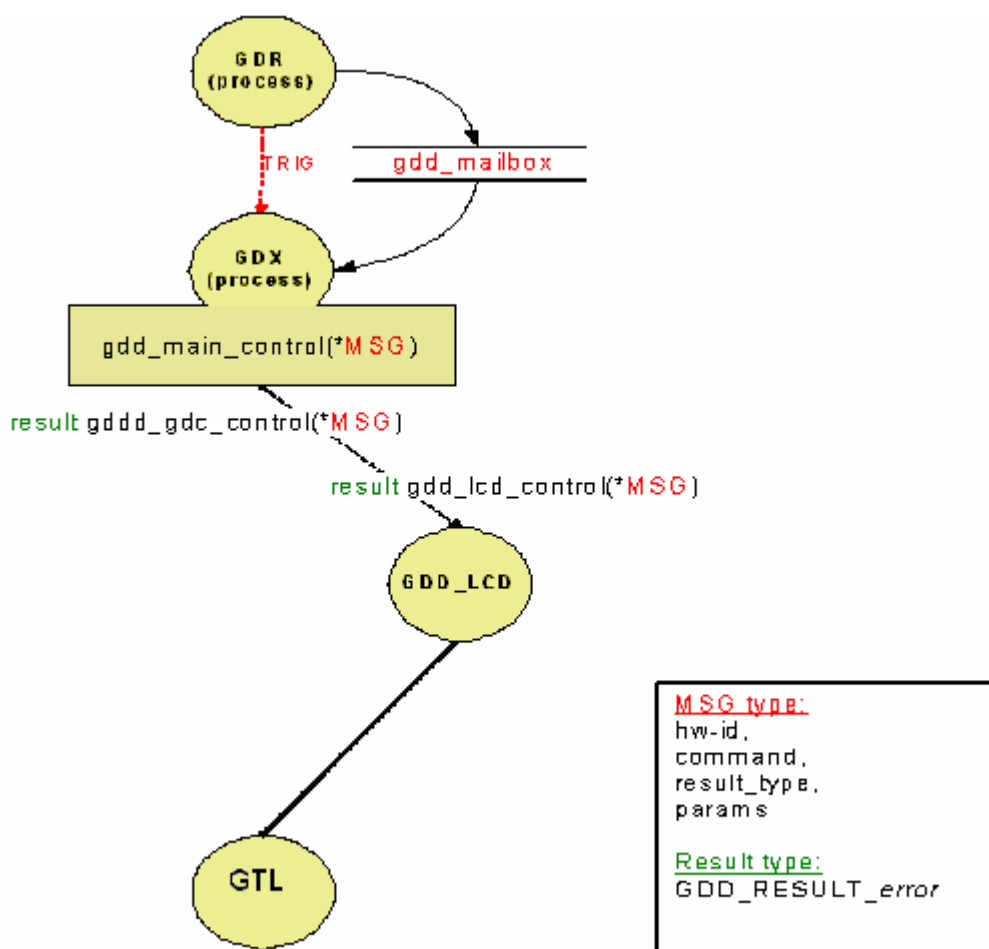 GDR
(process)
TRIG
gdd_mailbox
GDX
(process)
gdd_main_control(*MSG)
result gddd_gdc_control(*MSG)
result gdd_lcd_control(*MSG)
GDD_LCD
GTL
MSG type:
hw-id,
command,
result_type,
params
Result type:
GDD_RESULT_error